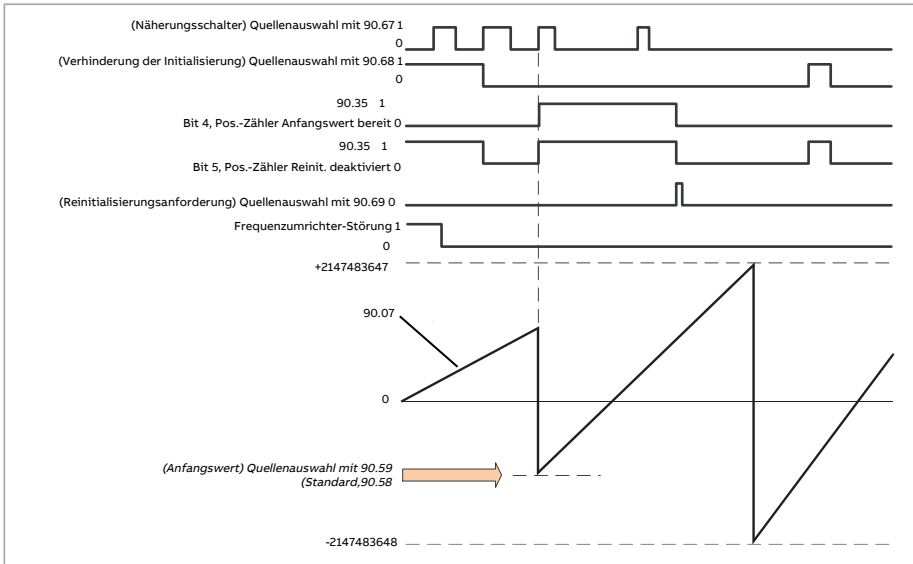 (Näherungsschalter) Quellenauswahl mit 90.67 1
0
(Verhinderung der Initialisierung) Quellenauswahl mit 90.68 1
0
90.35 1
Bit 4, Pos.-Zähler Anfangswert bereit 0
90.35 1
Bit 5, Pos.-Zähler Reinit. deaktiviert 0
(Reinitialisierungsanforderung) Quellenauswahl mit 90.69 0
Frequenzumrichter-Störung 1
0
+2147483647
90.07
0
(Anfangswert) Quellenauswahl mit 90.59
(Standard,90.58
-2147483648